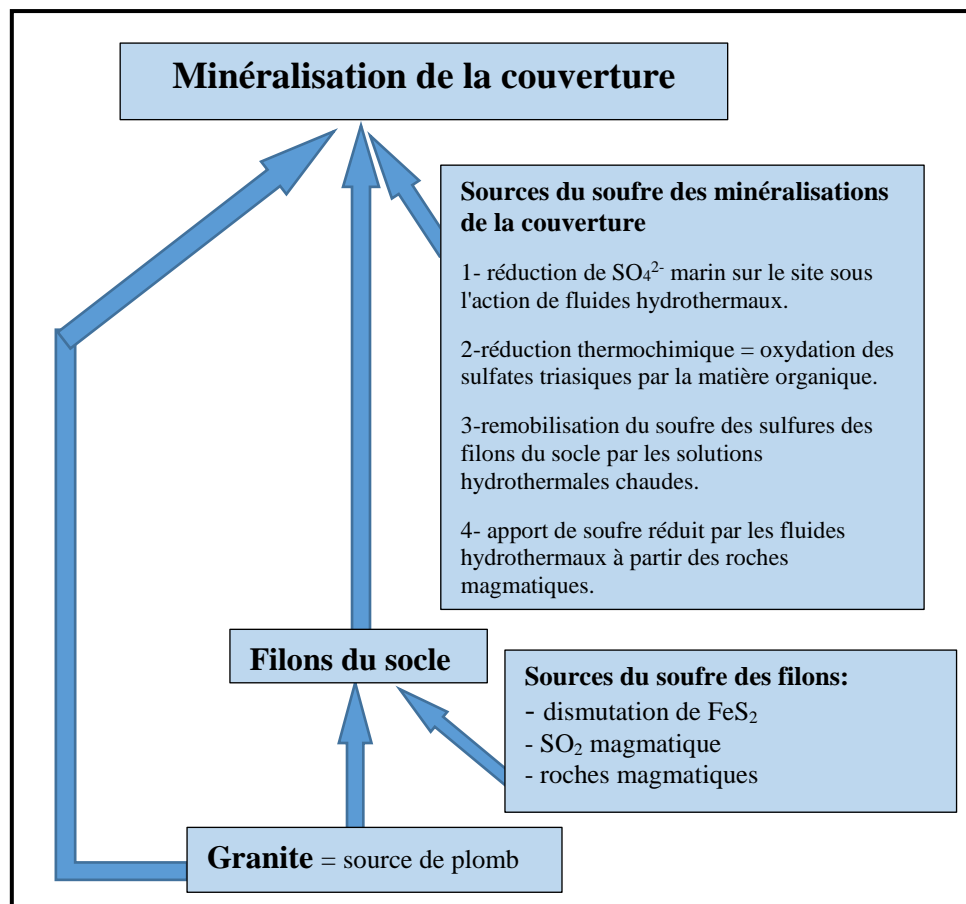 Minéralisation de la couverture
Sources du soufre des minéralisations
de la couverture
1- réduction de SO₄²⁻ marin sur le site sous
l'action de fluides hydrothermaux.
2-réduction thermochimique = oxydation des
sulfates triasiques par la matière organique.
3-remobilisation du soufre des sulfures des
filons du socle par les solutions
hydrothermales chaudes.
4- apport de soufre réduit par les fluides
hydrothermaux à partir des roches
magmatiques.
Filons du socle
Sources du soufre des filons:
- dismutation de FeS₂
- SO₂ magmatique
- roches magmatiques
Granite = source de plomb